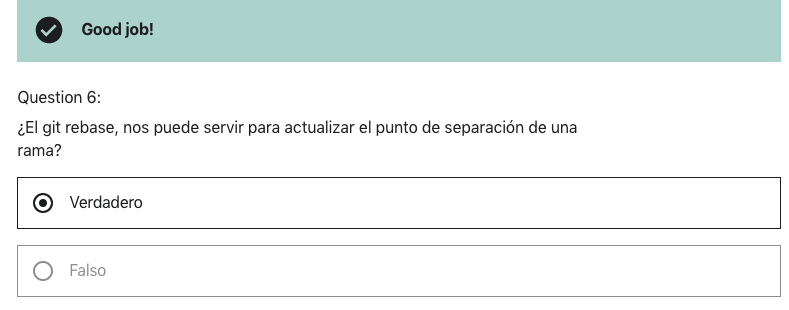 Good job!
Question 6:
¿El git rebase, nos puede servir para actualizar el punto de separación de una
rama?
Verdadero
Falso